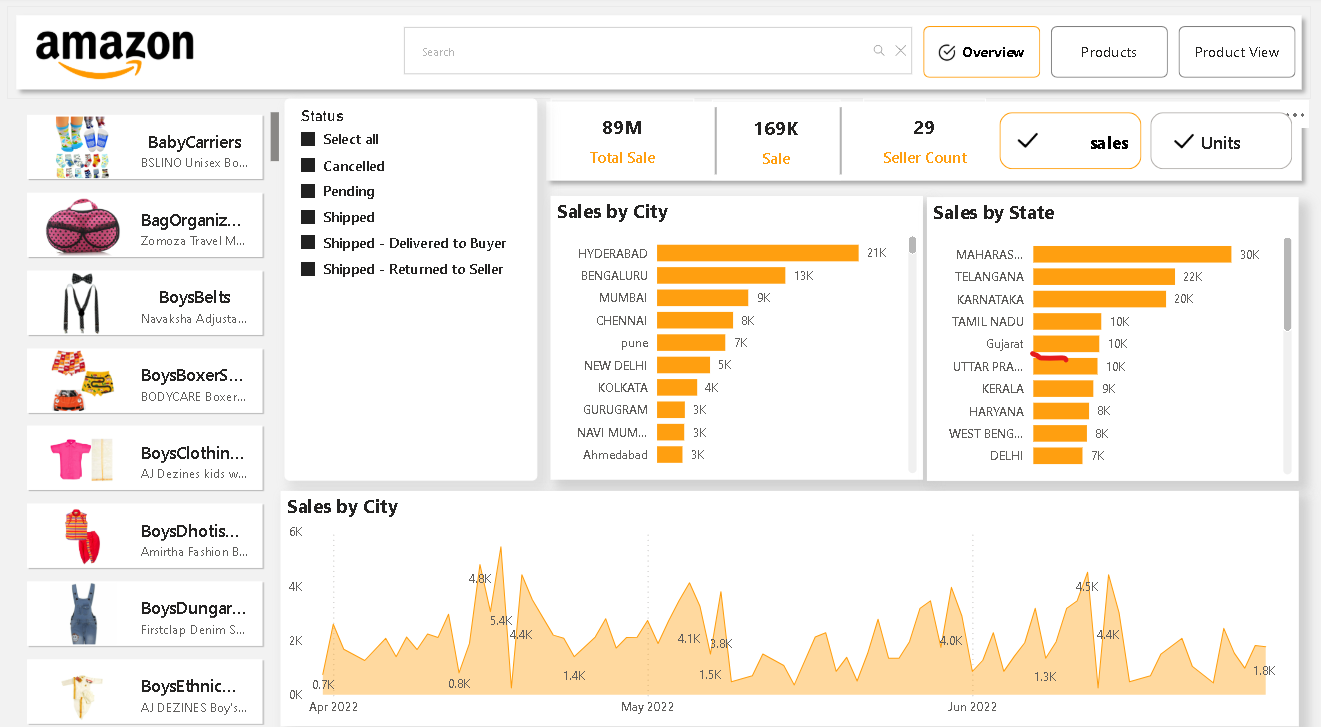 amazon
Search
Overview
Products
Product View
BabyCarriers
BSLINO Unisex Bo...
BagOrganiz...
Zomoza Travel M...
BoysBelts
Navaksha Adjusta...
BoysBoxerS...
BODYCARE Boxer...
BoysClothin...
AJ Dezines kids w...
BoysDhotis...
Amirtha Fashion B...
BoysDungar...
Firstclap Denim S...
BoysEthnic...
AJ DEZINES Boy's...
Status
Select all
Cancelled
Pending
Shipped
Shipped - Delivered to Buyer
Shipped - Returned to Seller
89M
Total Sale
169K
Sale
29
Seller Count
sales
Units
Sales by City
HYDERABAD 21K
BENGALURU 13K
MUMBAI 9K
CHENNAI 8K
pune 7K
NEW DELHI 5K
KOLKATA 4K
GURUGRAM 3K
NAVI MUM... 3K
Ahmedabad 3K
Sales by State
MAHARAS... 30K
TELANGANA 22K
KARNATAKA 20K
TAMIL NADU 10K
Gujarat 10K
UTTAR PRA... 10K
KERALA 9K
HARYANA 8K
WEST BENG... 8K
DELHI 7K
Sales by City
6K
4K
2K
0K
0.7K
0.8K
4.8K
5.4K
4.4K
1.4K
4.1K
1.5K
3.8K
4.0K
1.3K
4.5K
4.4K
1.8K
Apr 2022
May 2022
Jun 2022